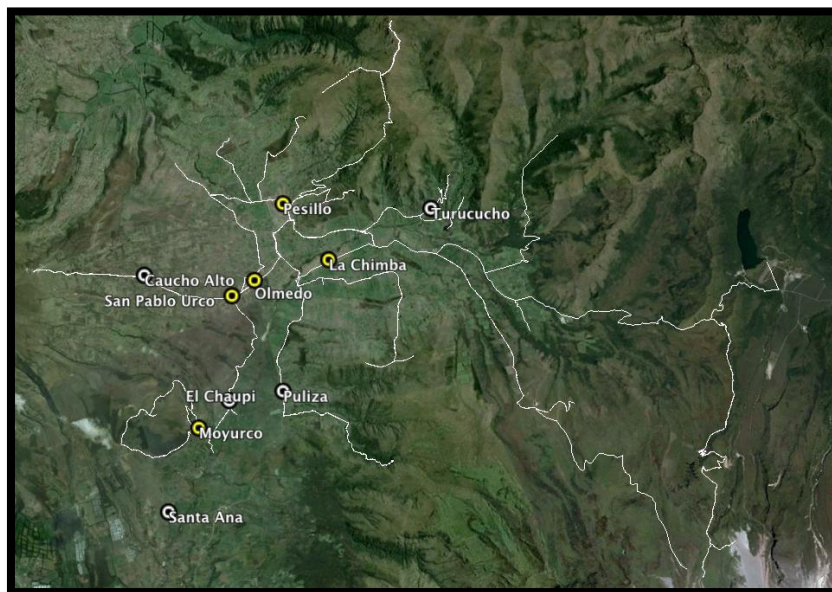 Pesillo
Turucucho
La Chimba
Caucho Alto
Olmedo
San Pablo Urco
El Chaupi
Puliza
Moyurco
Santa Ana